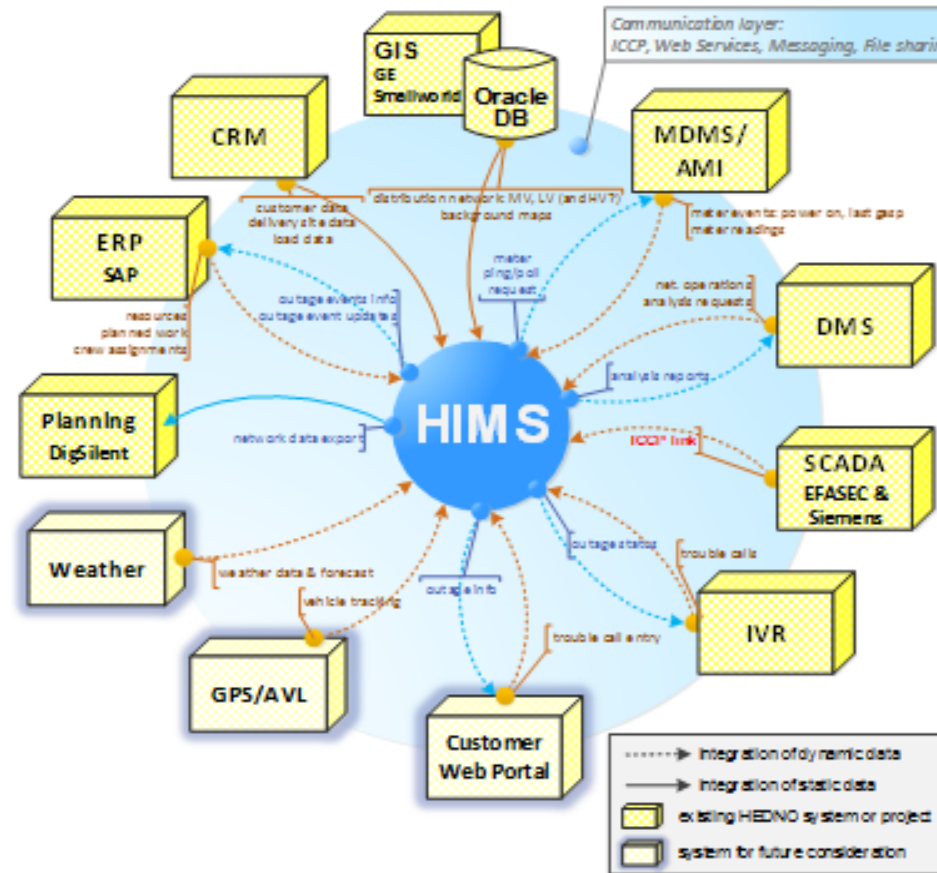 Communication layer:
ICCP, Web Services, Messaging, File sharin
GIS
GE
Smallworld
Oracle
DB
CRM
MDMS/
AMI
customer data
delivery site data
load data
distribution network: MV, LV (and HV?)
background maps
meter events: power on, last gasp
meter readings
ERP
SAP
meter
ping/poll
request
net. operations
analysis requests
DMS
outage events info
outage event updates
resources
planned work
crew assignments
analysis reports
HIMS
Planning
DigSilent
network data export
ICCP link
SCADA
EFASEC &
Siemens
Weather
weather data & forecast
outage status
trouble calls
vehicle tracking
outage info
IVR
GPS/AVL
trouble call entry
Customer
Web Portal
integration of dynamic data
integration of static data
existing HEDNO system or project
system for future consideration